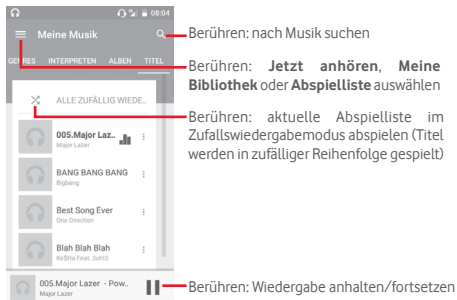 08:04
Meine Musik
GENRES INTERPRETEN ALBEN TITEL
ALLE ZUFÄLLIG WIEDE..
005.Major Laz..
Major Lazer
BANG BANG BANG
Bigbang
Best Song Ever
One Direction
Blah Blah Blah
Ke$Ha Feat. 3oh!3
005.Major Lazer - Pow..
Major Lazer
Berühren: nach Musik suchen
Berühren: Jetzt anhören, Meine
Bibliothek oder Abspielliste auswählen
Berühren: aktuelle Abspielliste im
Zufallswiedergabemodus abspielen (Titel
werden in zufälliger Reihenfolge gespielt)
Berühren: Wiedergabe anhalten/fortsetzen